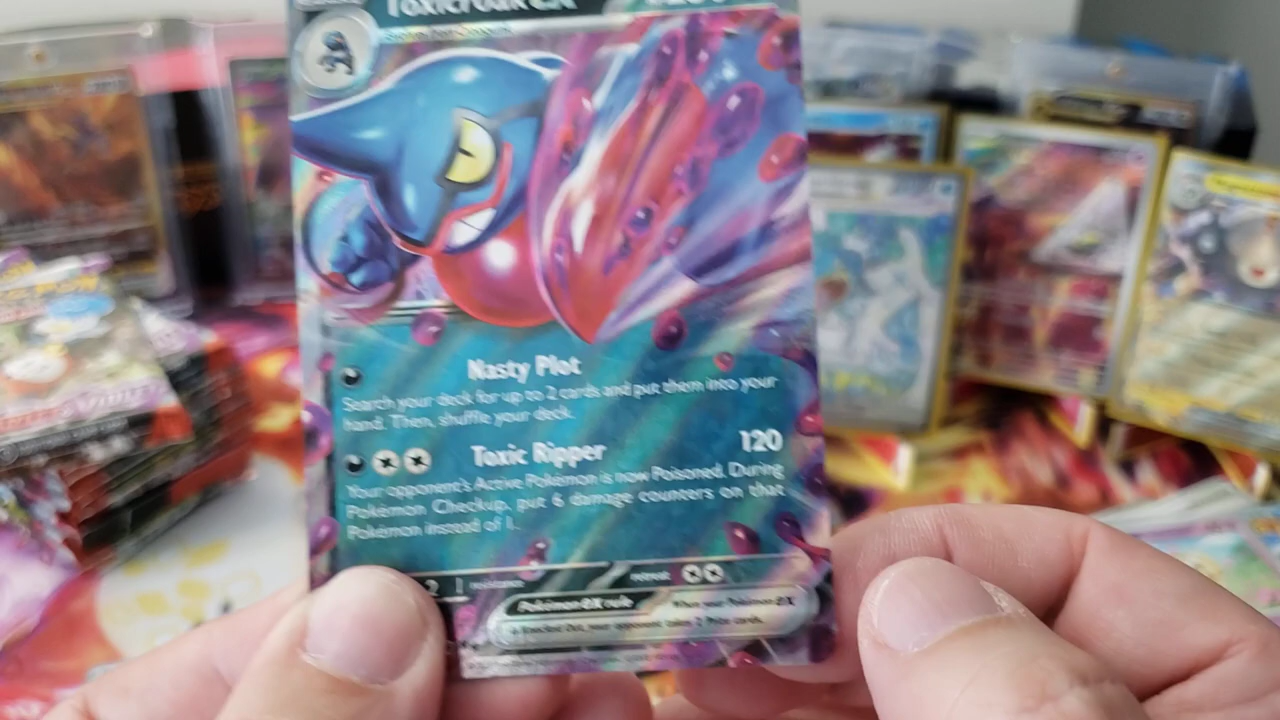 Toxicroak ex
Nasty Plot
Search your deck for up to 2 cards and put them into your
hand. Then, shuffle your deck.
Toxic Ripper 120
Your opponent's Active Pokémon is now Poisoned. During
Pokémon Checkup, put 6 damage counters on that
Pokémon instead of 1.
2 resistance retreat
Pokémon ex rule When your Pokémon ex
is Knocked Out, your opponent takes 2 Prize cards.